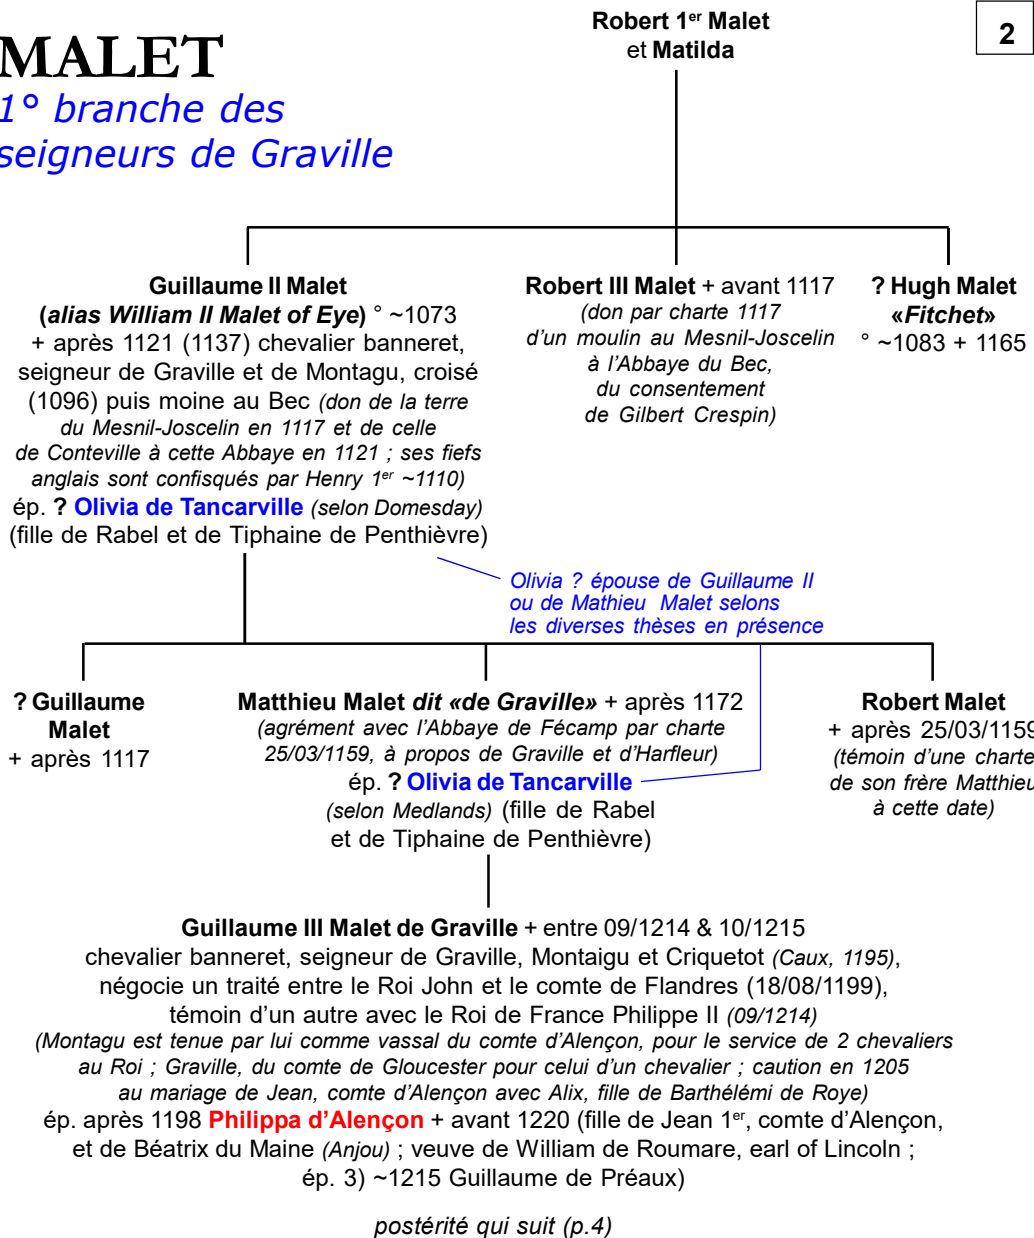 Robert 1er Malet
et Matilda
2
MALET
1° branche des
seigneurs de Graville
Guillaume II Malet
(alias William II Malet of Eye) ° ~1073
+ après 1121 (1137) chevalier banneret,
seigneur de Graville et de Montagu, croisé
(1096) puis moine au Bec (don de la terre
du Mesnil-Joscelin en 1117 et de celle
de Conteville à cette Abbaye en 1121 ; ses fiefs
anglais sont confisqués par Henry 1er ~1110)
ép. ? Olivia de Tancarville (selon Domesday)
(fille de Rabel et de Tiphaine de Penthièvre)
Robert III Malet + avant 1117
(don par charte 1117
d'un moulin au Mesnil-Joscelin
à l'Abbaye du Bec,
du consentement
de Gilbert Crespin)
? Hugh Malet
«Fitchet»
° ~1083 + 1165
Olivia ? épouse de Guillaume II
ou de Mathieu Malet selons
les diverses thèses en présence
? Guillaume
Malet
+ après 1117
Matthieu Malet dit «de Graville» + après 1172
(agrément avec l'Abbaye de Fécamp par charte
25/03/1159, à propos de Graville et d'Harfleur)
ép. ? Olivia de Tancarville
(selon Medlands) (fille de Rabel
et de Tiphaine de Penthièvre)
Robert Malet
+ après 25/03/1159
(témoin d'une charte
de son frère Matthieu
à cette date)
Guillaume III Malet de Graville + entre 09/1214 & 10/1215
chevalier banneret, seigneur de Graville, Montaigu et Criquetot (Caux, 1195),
négocie un traité entre le Roi John et le comte de Flandres (18/08/1199),
témoin d'un autre avec le Roi de France Philippe II (09/1214)
(Montagu est tenue par lui comme vassal du comte d'Alençon, pour le service de 2 chevaliers
au Roi ; Graville, du comte de Gloucester pour celui d'un chevalier ; caution en 1205
au mariage de Jean, comte d'Alençon avec Alix, fille de Barthélémi de Roye)
ép. après 1198 Philippa d'Alençon + avant 1220 (fille de Jean 1er, comte d'Alençon,
et de Béatrix du Maine (Anjou) ; veuve de William de Roumare, earl of Lincoln ;
ép. 3) ~1215 Guillaume de Préaux)
postérité qui suit (p.4)